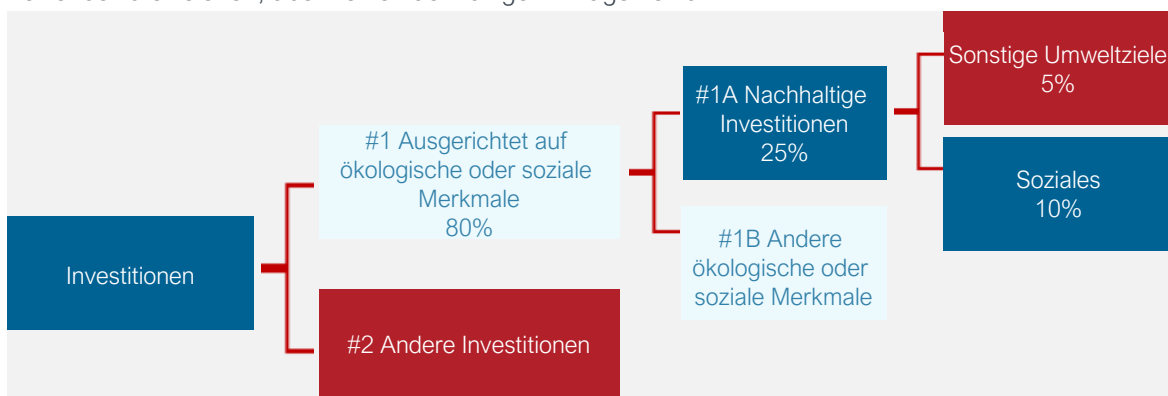 Investitionen
#1 Ausgerichtet auf
ökologische oder soziale
Merkmale
80%
#2 Andere Investitionen
#1A Nachhaltige
Investitionen
25%
#1B Andere
ökologische oder
soziale Merkmale
Sonstige Umweltziele
5%
Soziales
10%